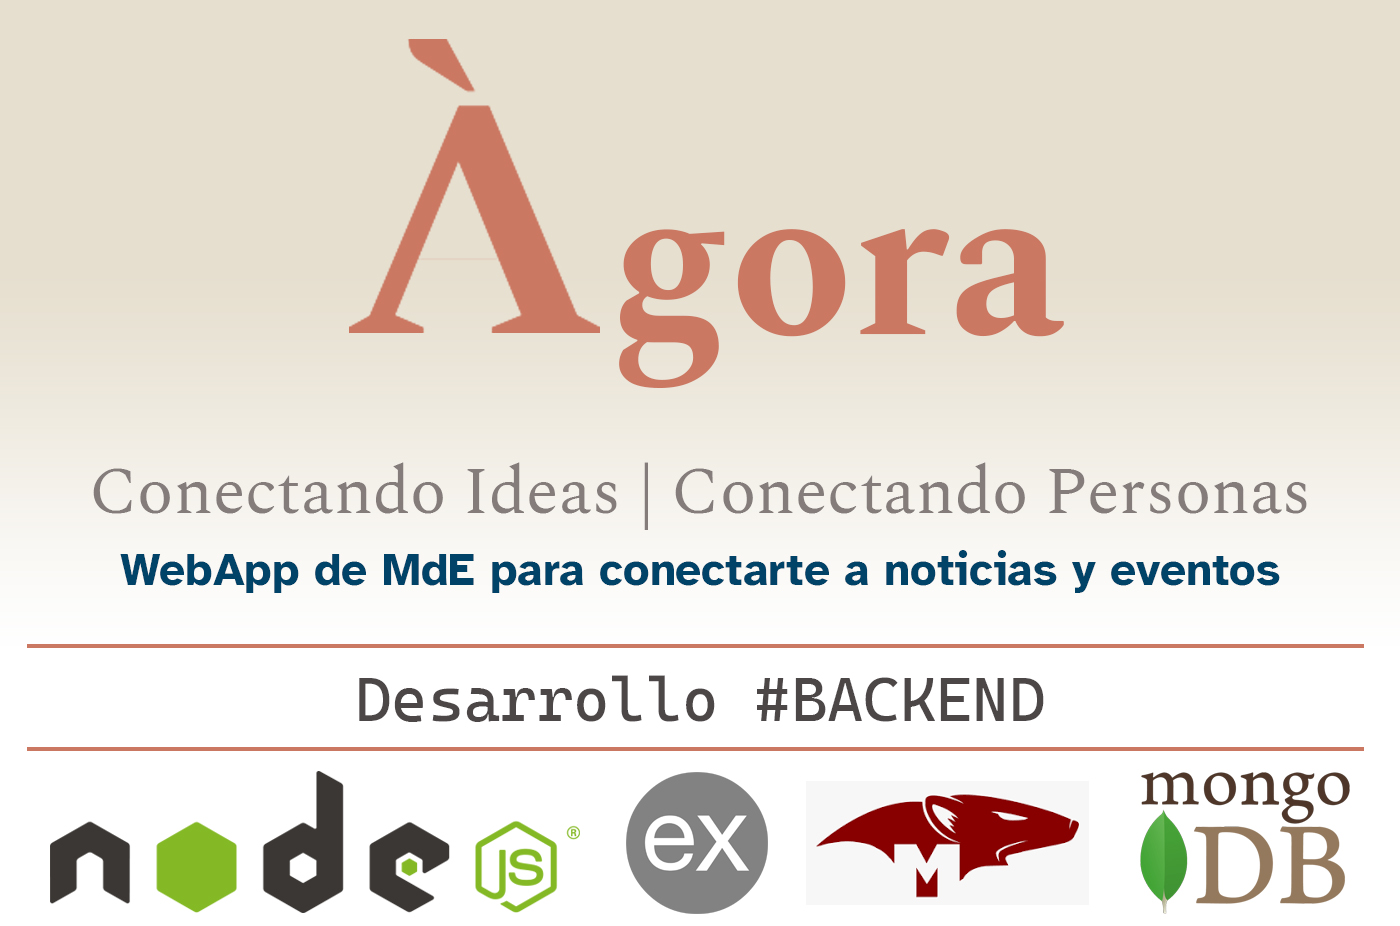 Àgora
Conectando Ideas | Conectando Personas
WebApp de MdE para conectarte a noticias y eventos
Desarrollo #BACKEND
node JS ® ex M mongo DB